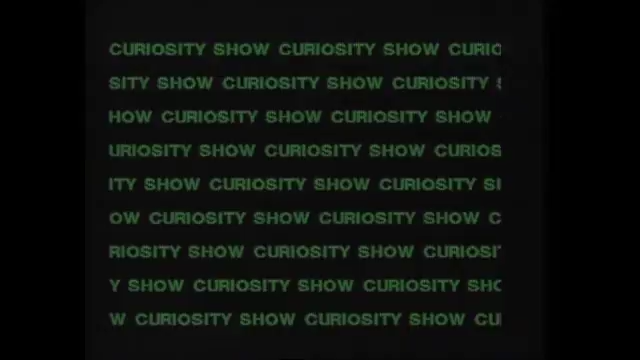 CURIOSITY SHOW CURIOSITY SHOW CURIO
SITY SHOW CURIOSITY SHOW CURIOSITY S
HOW CURIOSITY SHOW CURIOSITY SHOW
URIOSITY SHOW CURIOSITY SHOW CURIOS
ITY SHOW CURIOSITY SHOW CURIOSITY SH
OW CURIOSITY SHOW CURIOSITY SHOW C
RIOSITY SHOW CURIOSITY SHOW CURIOSIT
Y SHOW CURIOSITY SHOW CURIOSITY SHO
W CURIOSITY SHOW CURIOSITY SHOW CU